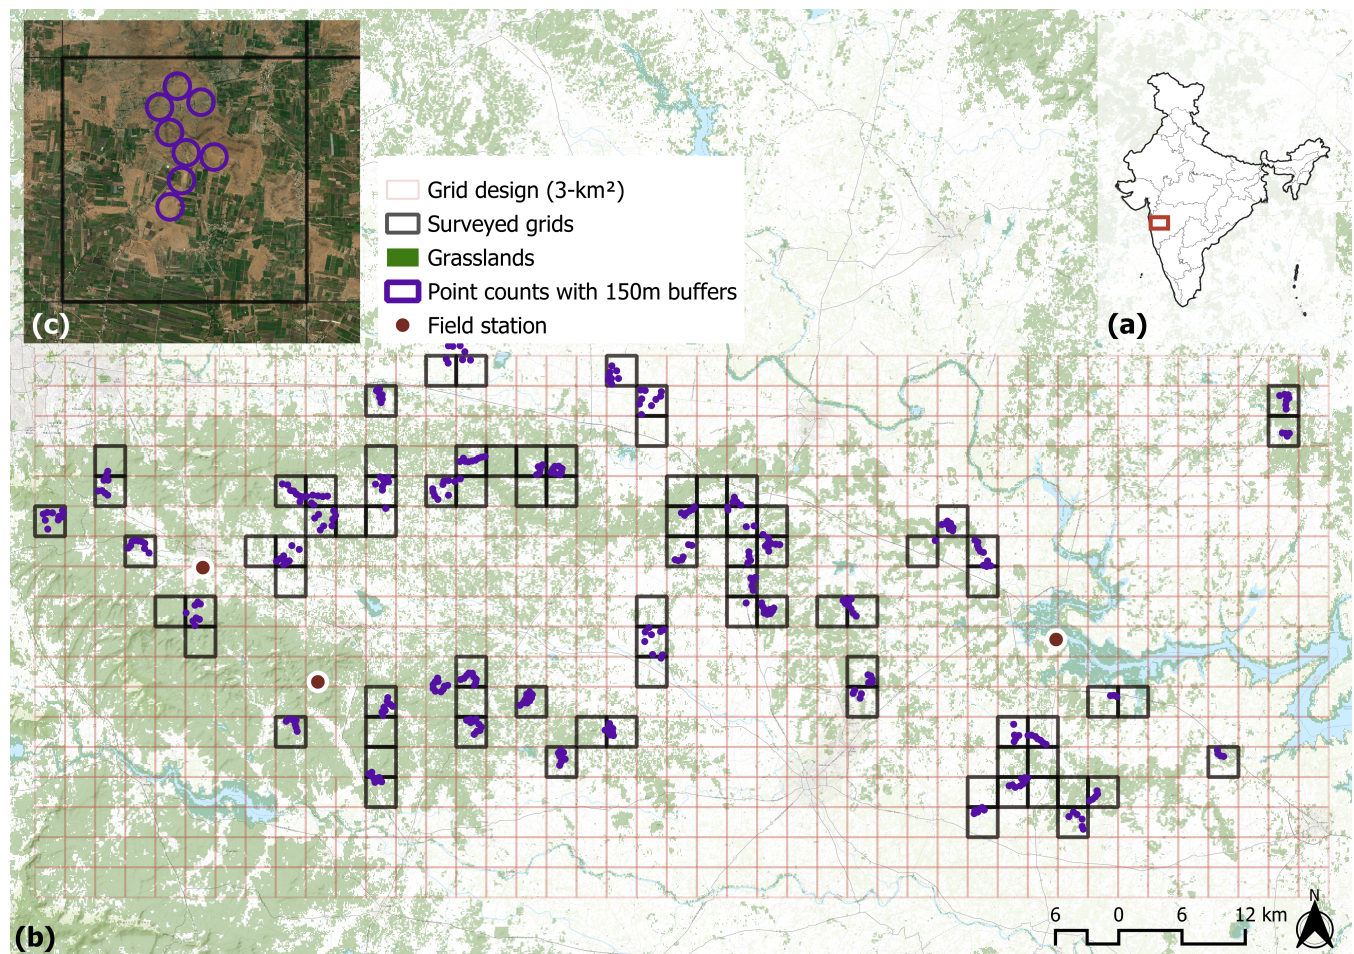 Grid design (3-km²)
Surveyed grids
Grasslands
Point counts with 150m buffers
Field station
(c)
(a)
(b)
6 0 6 12 km
N